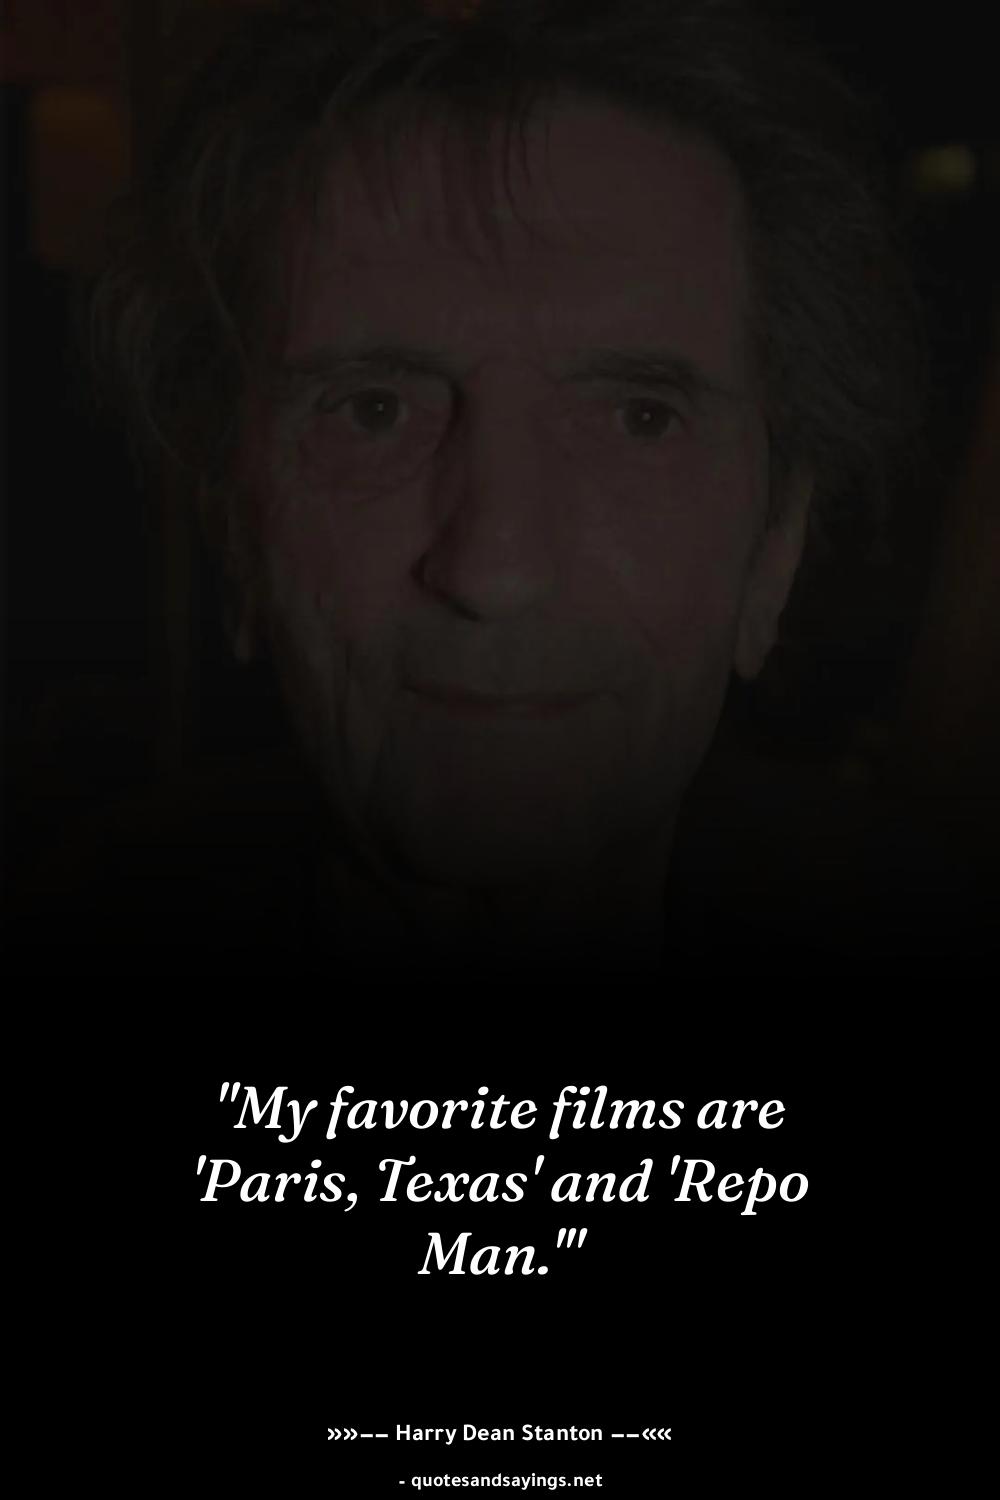 "My favorite films are
'Paris, Texas' and 'Repo
Man.'"
»»−− Harry Dean Stanton −−««
- quotesandsayings.net